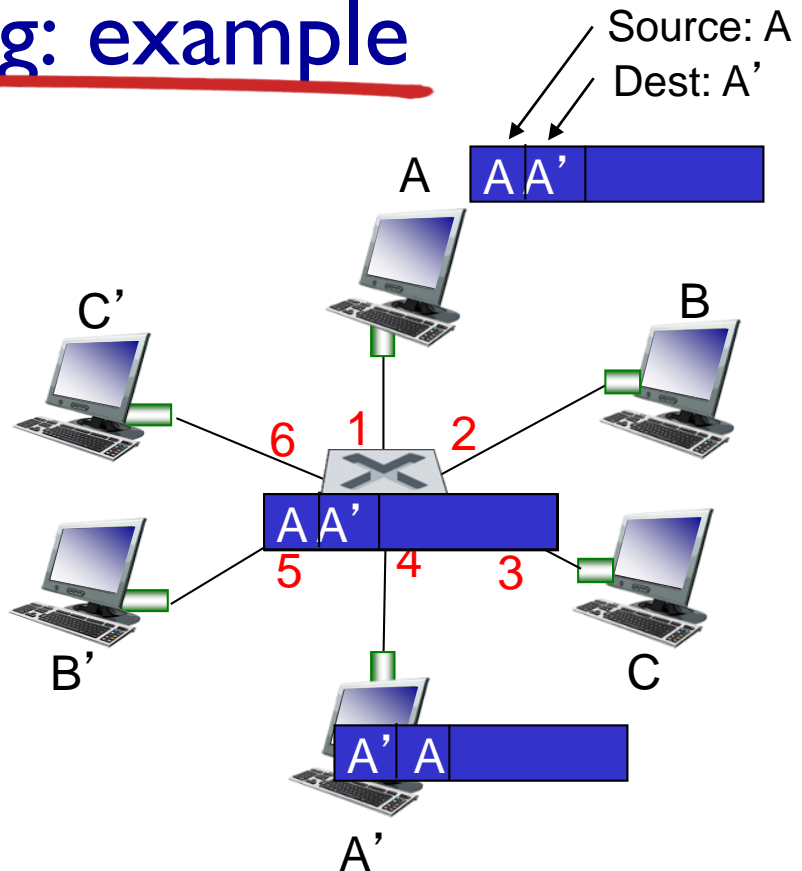 g: example
Source: A
Dest: A’
A
A A’
C’
B
6 1 2
A A’
5 4 3
B’
C
A’ A
A’